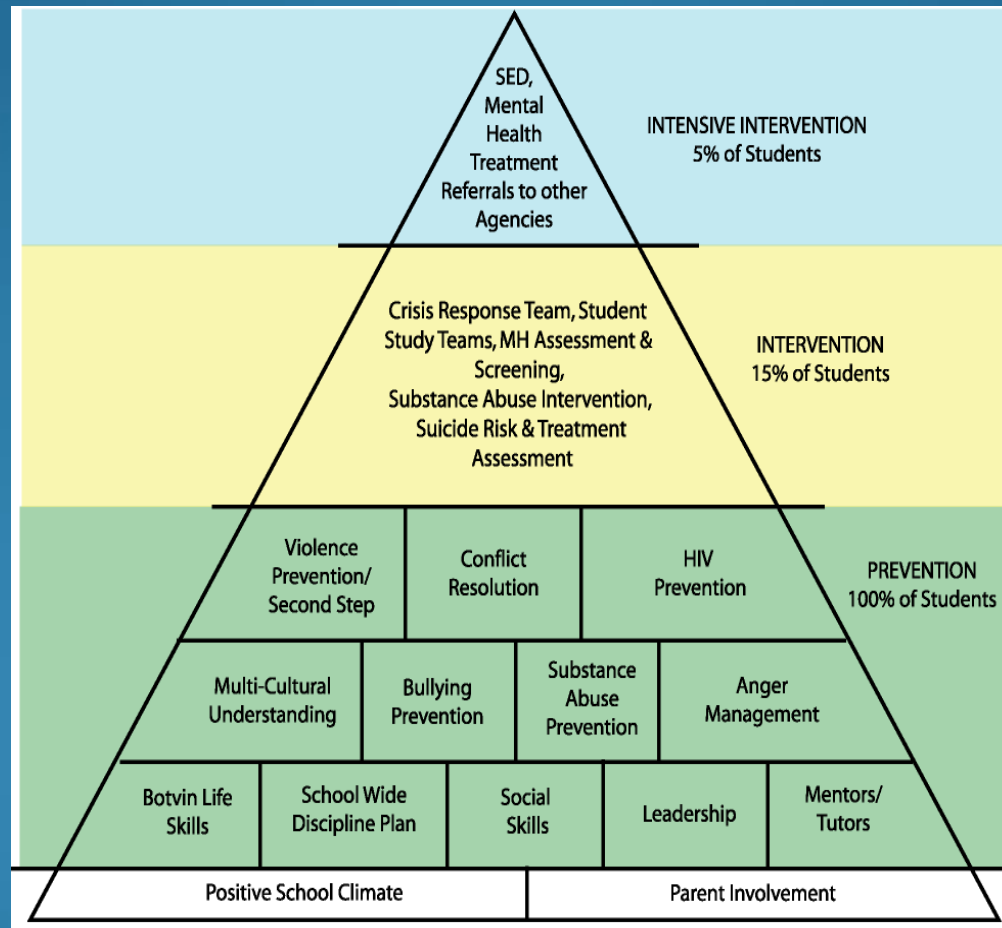 SED,
Mental
Health
Treatment
Referrals to other
Agencies
INTENSIVE INTERVENTION
5% of Students
Crisis Response Team, Student
Study Teams, MH Assessment &
Screening,
Substance Abuse Intervention,
Suicide Risk & Treatment
Assessment
INTERVENTION
15% of Students
Violence
Prevention/
Second Step
Conflict
Resolution
HIV
Prevention
PREVENTION
100% of Students
Multi-Cultural
Understanding
Bullying
Prevention
Substance
Abuse
Prevention
Anger
Management
Botvin Life
Skills
School Wide
Discipline Plan
Social
Skills
Leadership
Mentors/
Tutors
Positive School Climate
Parent Involvement